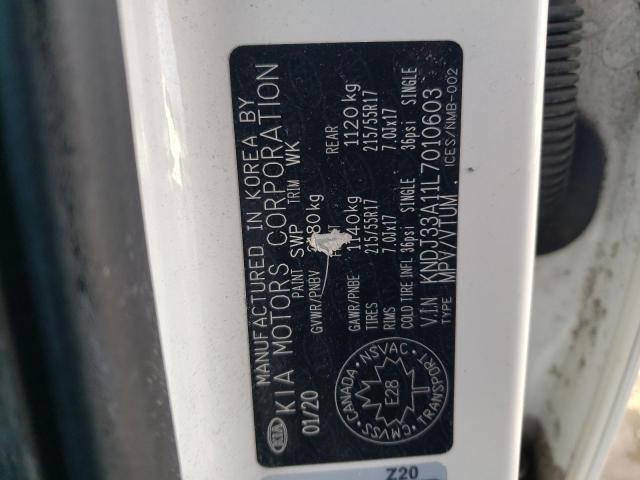 MANUFACTURED IN KOREA BY
KIA KIA MOTORS CORPORATION
01/20 PAINT SWP TRIM WK
GVWR/PNBV 80kg
GAWR/PNBE 1140kg REAR 1120 kg
TIRES 215/55R17 215/55R17
RIMS 7.0Jx17 7.0Jx17
COLD TIRE INFL 36psi SINGLE 36psi SINGLE
V.I.N KNDJ33A11L7010603
TYPE MPV/VTUM ICES/NMB-002
CANADA NSVAC
E28
CMVSS TRANSPORT
Z20